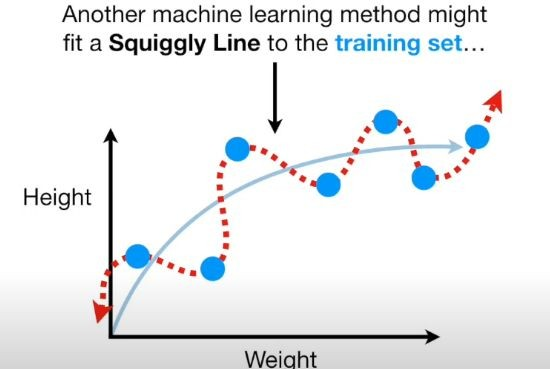 Another machine learning method might
fit a Squiggly Line to the training set...
Height
Weight